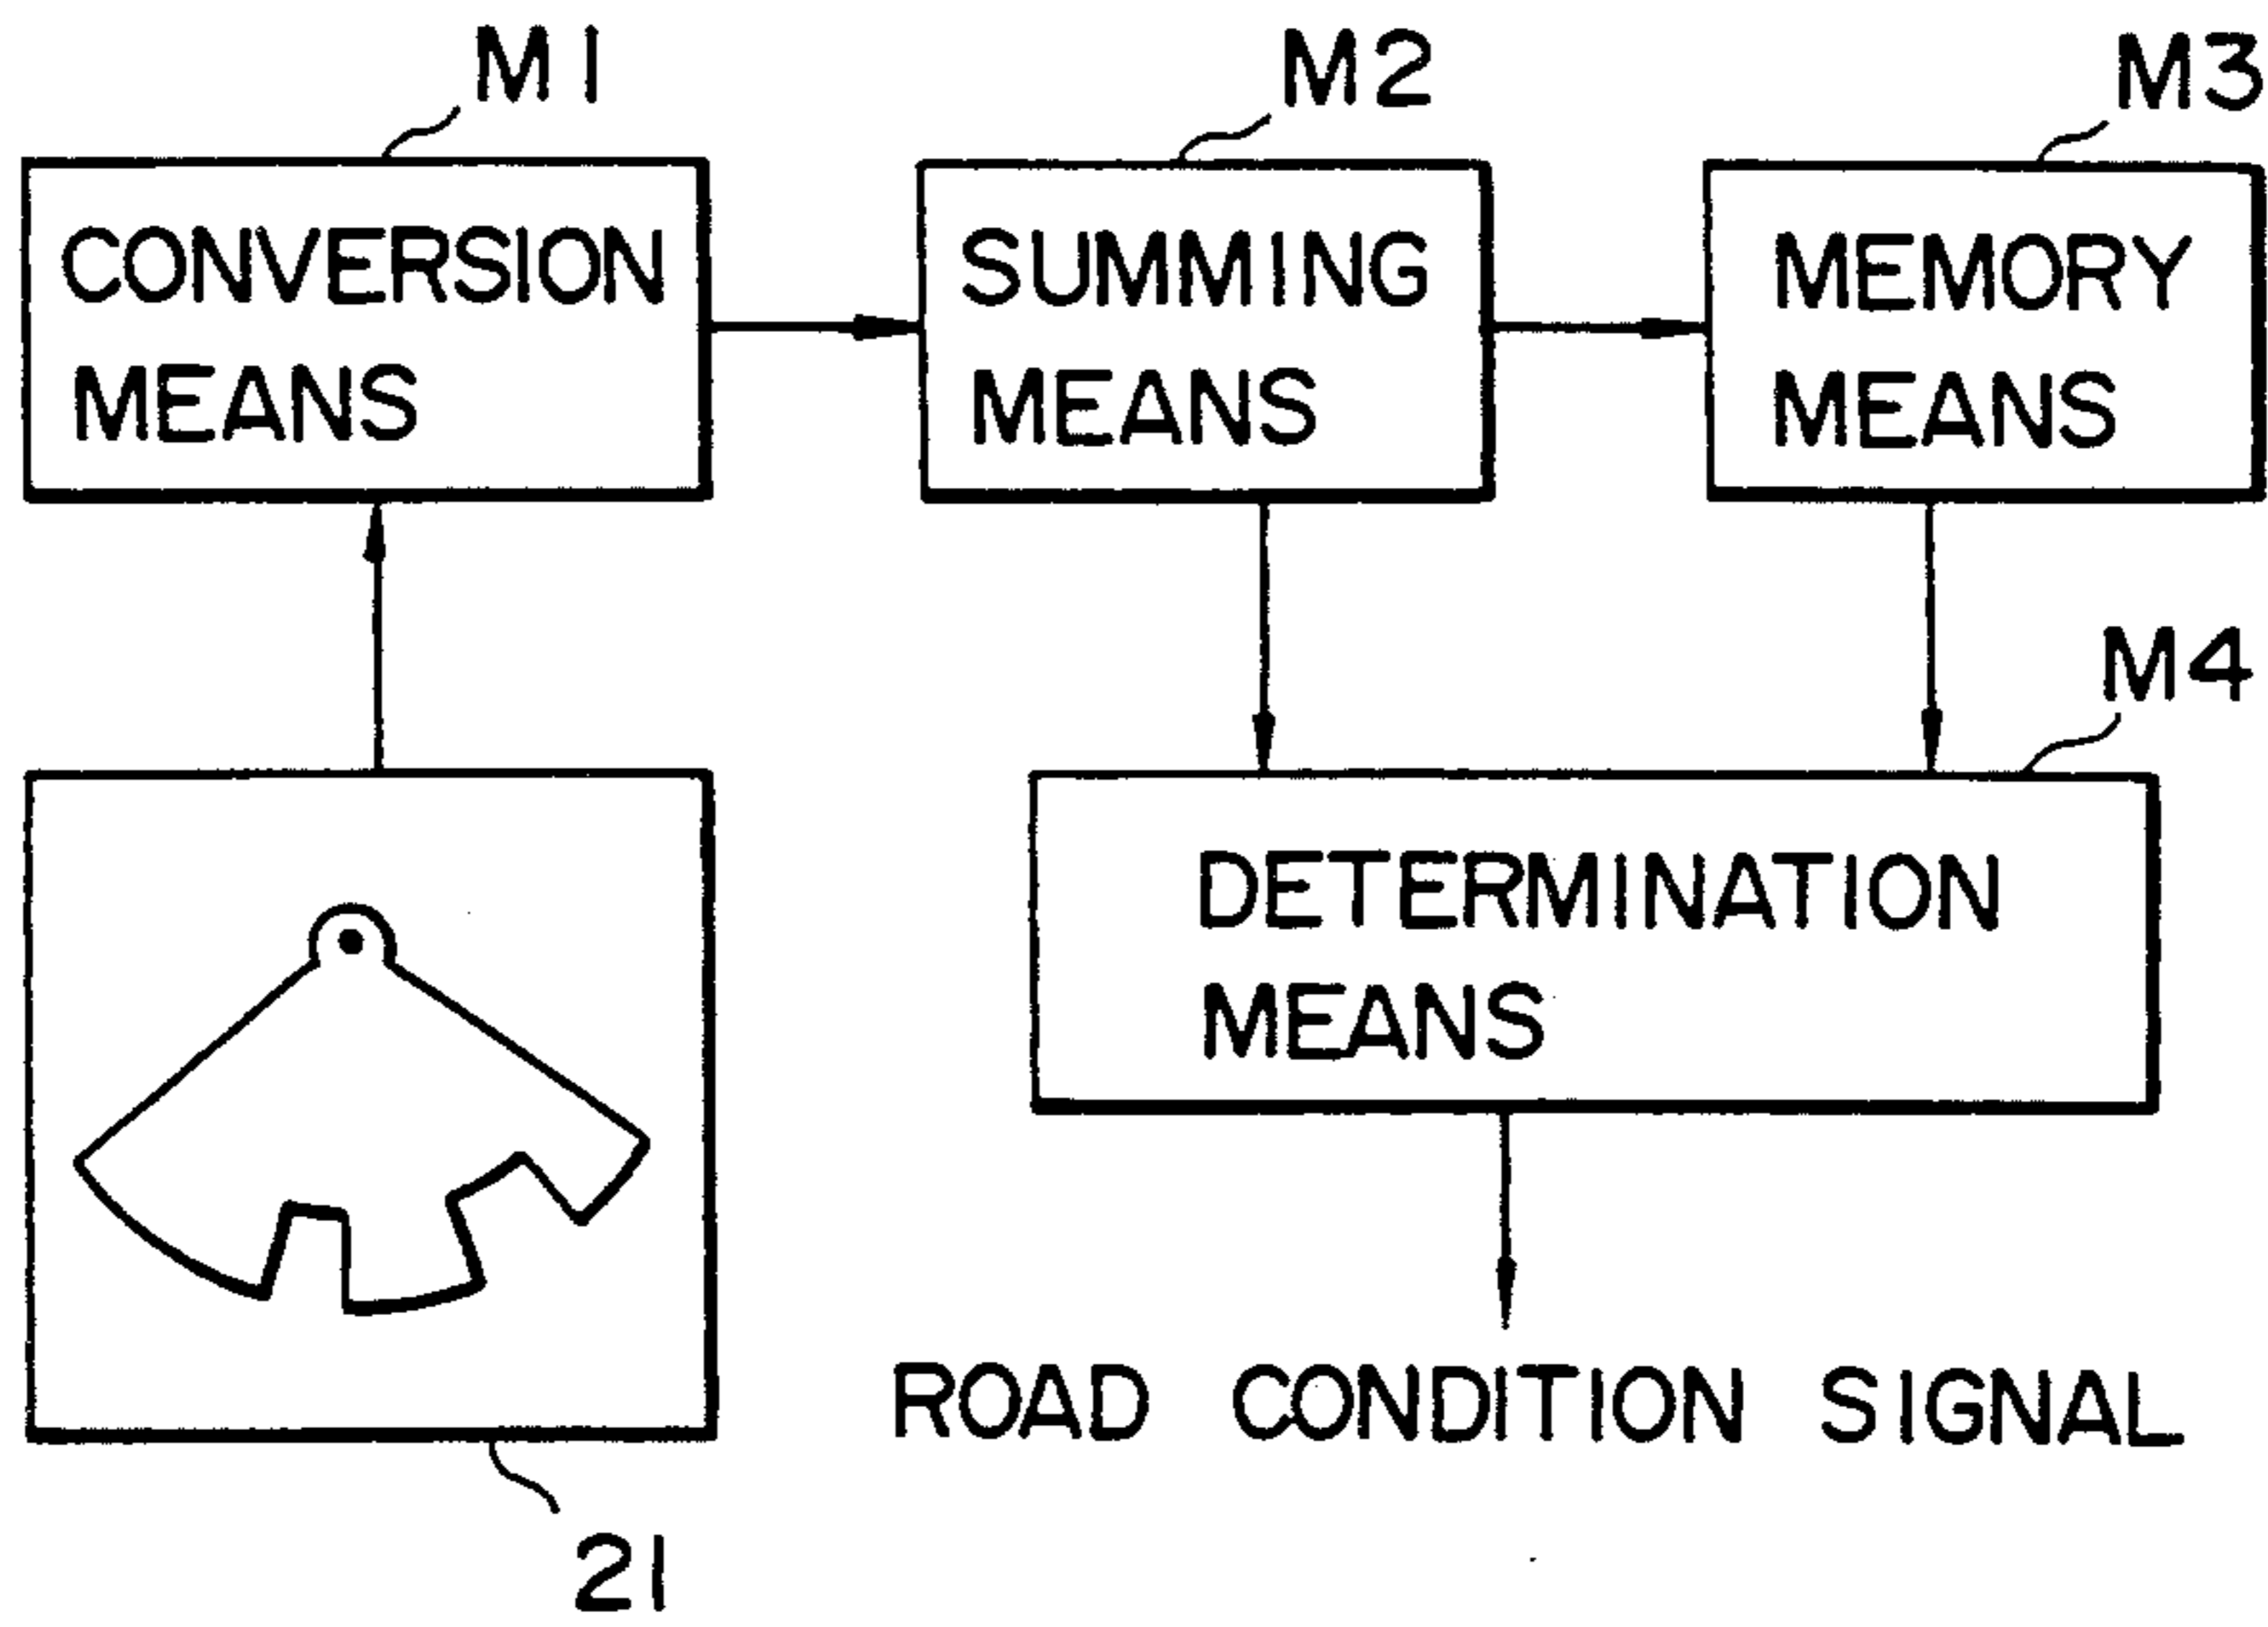 M1
M2
M3
CONVERSION
MEANS
SUMMING
MEANS
MEMORY
MEANS
M4
DETERMINATION
MEANS
ROAD CONDITION SIGNAL
21